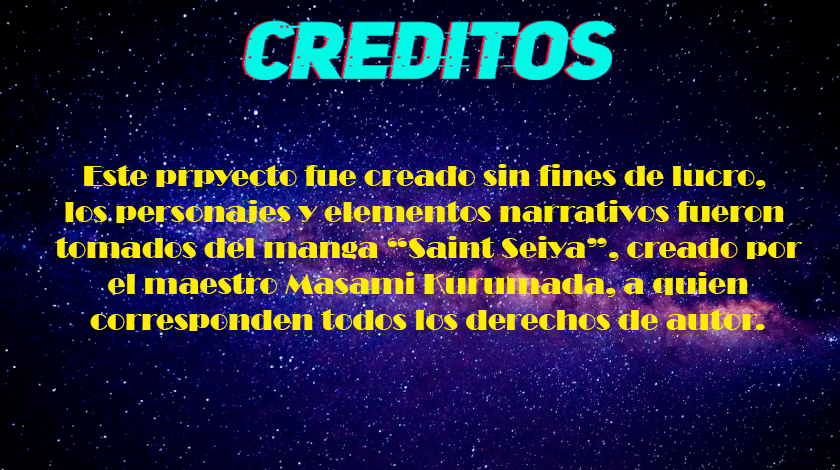 CREDITOS
Este prpyecto fue creado sin fines de lucro,
los personajes y elementos narrativos fueron
tomados del manga “Saint Seiya”, creado por
el maestro Masami Kurumada, a quien
corresponden todos los derechos de autor.